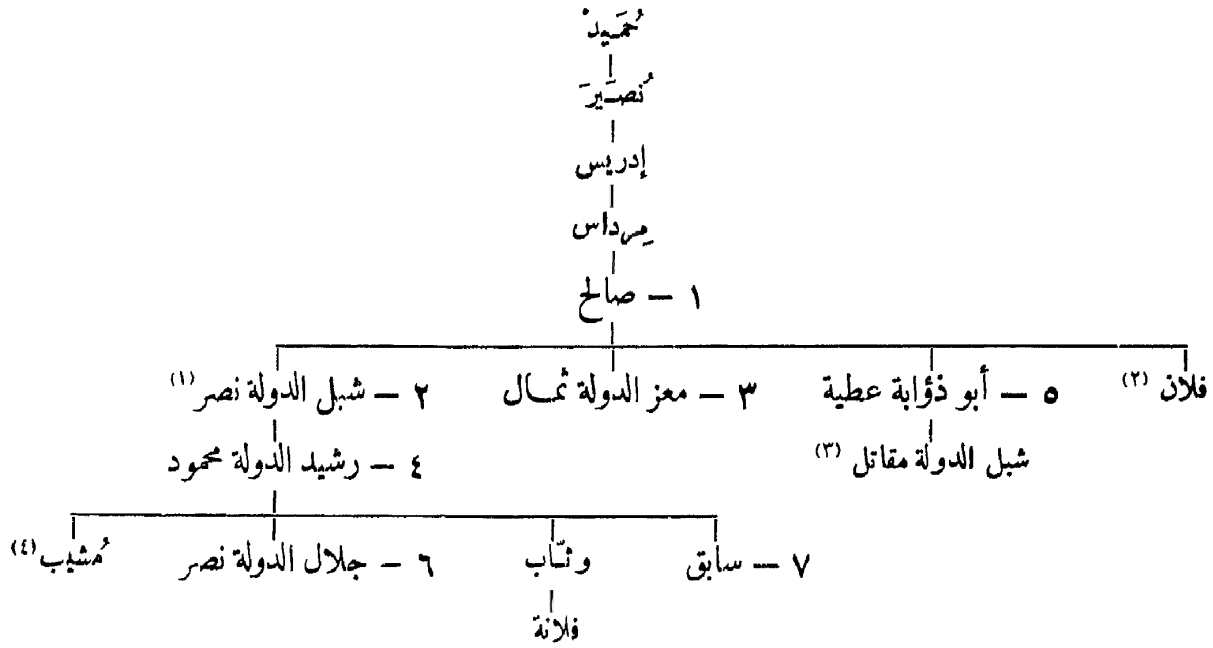 حُمَيدْ
نُصَيرَ
إدريس
مِرداس
١ – صالح
فلان (٢) ٥ – أبو ذؤابة عطية ٣ – معز الدولة ثمال ٢ – شبل الدولة نصر (١)
شبل الدولة مقاتل (٣) ٤ – رشيد الدولة محمود
٧ – سابق وثّاب ٦ – جلال الدولة نصر مُشيب (٤)
فلانة